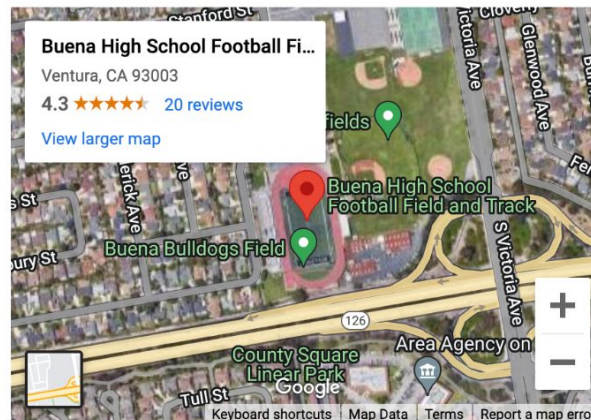 Stanford St
Buena High School Football Fi...
Ventura, CA 93003
4.3
20 reviews
View larger map
fields
Buena High School
Football Field and Track
Buena Bulldogs Field
S Victoria Ave
Glenwood Ave
126
County Square
Linear Park
Area Agency on
Tull St
Google
+
−
Keyboard shortcuts
Map Data
Terms
Report a map erro